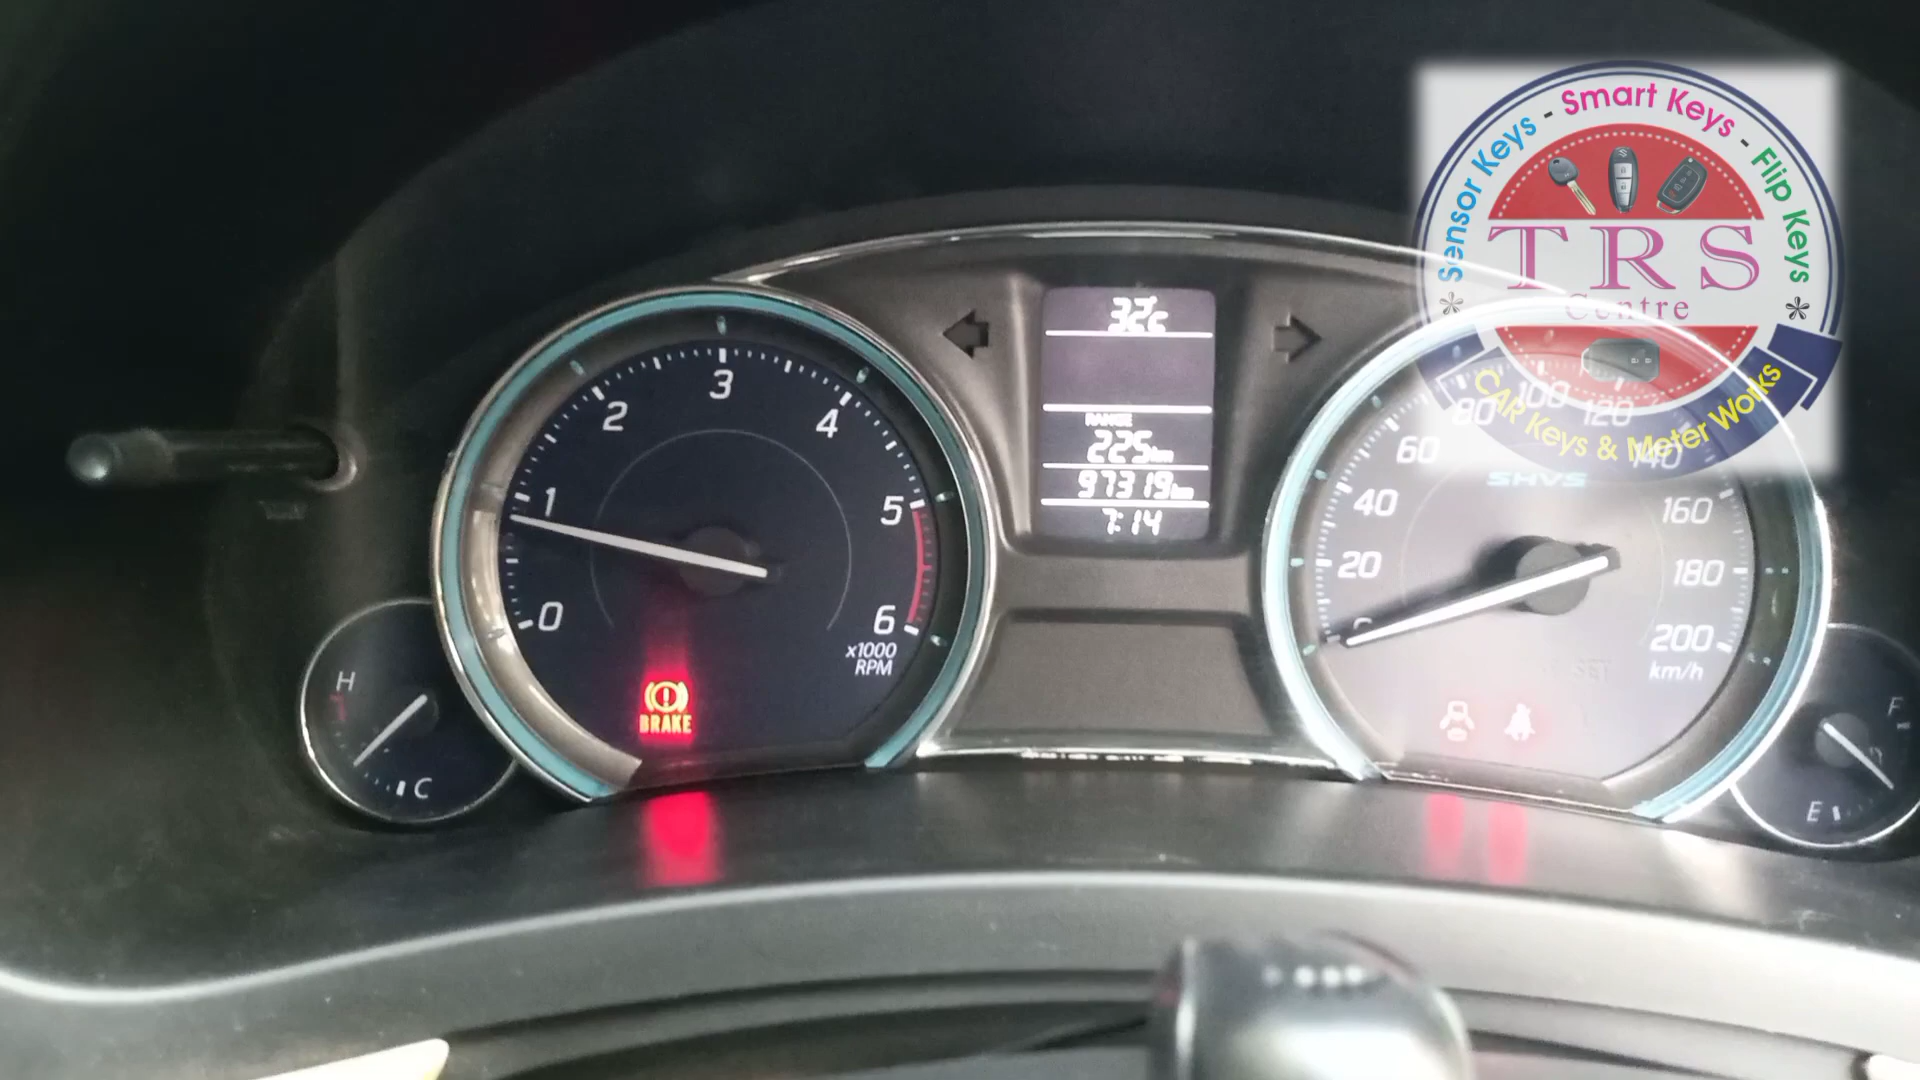 Sensor Keys - Smart Keys - Flip Keys
TRS
Centre
CAR Keys & Meter Works
32°c
RANGE
225km
97319km
7:14
0
1
2
3
4
5
6
x1000
RPM
BRAKE
H
C
20
40
60
80
100
120
140
160
180
200
km/h
SHVS
F
E